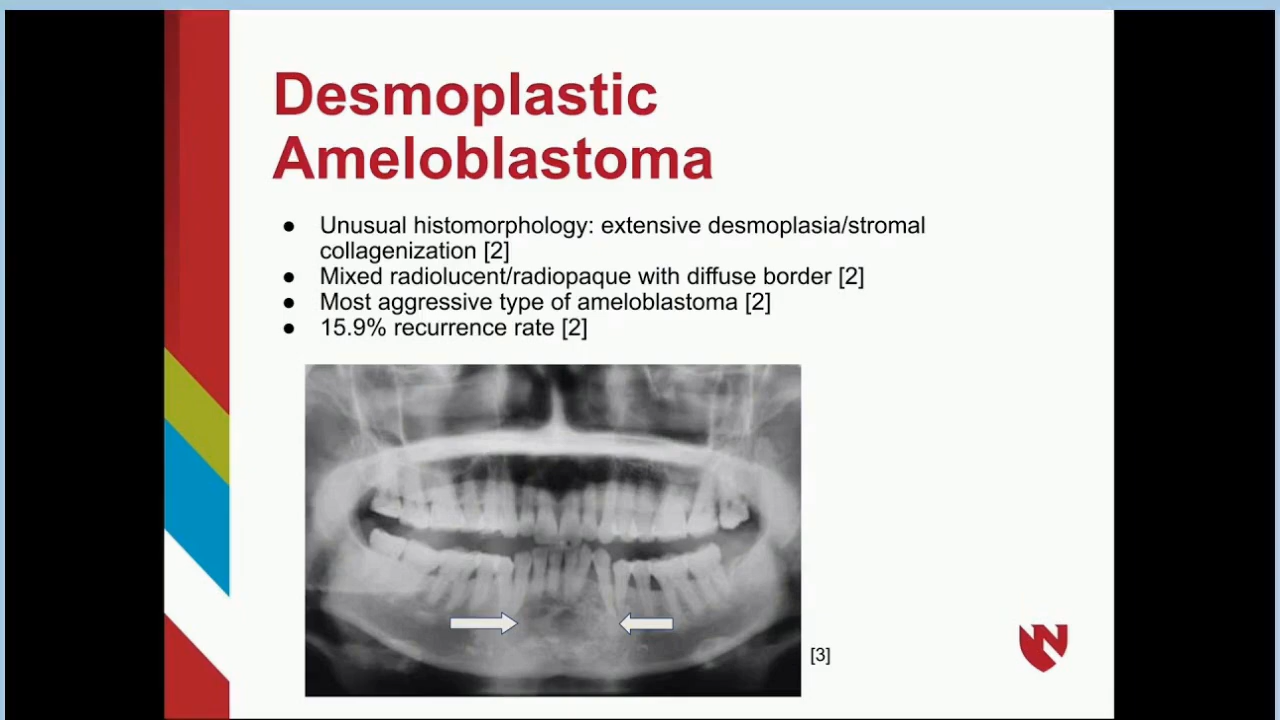 Desmoplastic
Ameloblastoma
● Unusual histomorphology: extensive desmoplasia/stromal
collagenization [2]
● Mixed radiolucent/radiopaque with diffuse border [2]
● Most aggressive type of ameloblastoma [2]
● 15.9% recurrence rate [2]
[3]
N